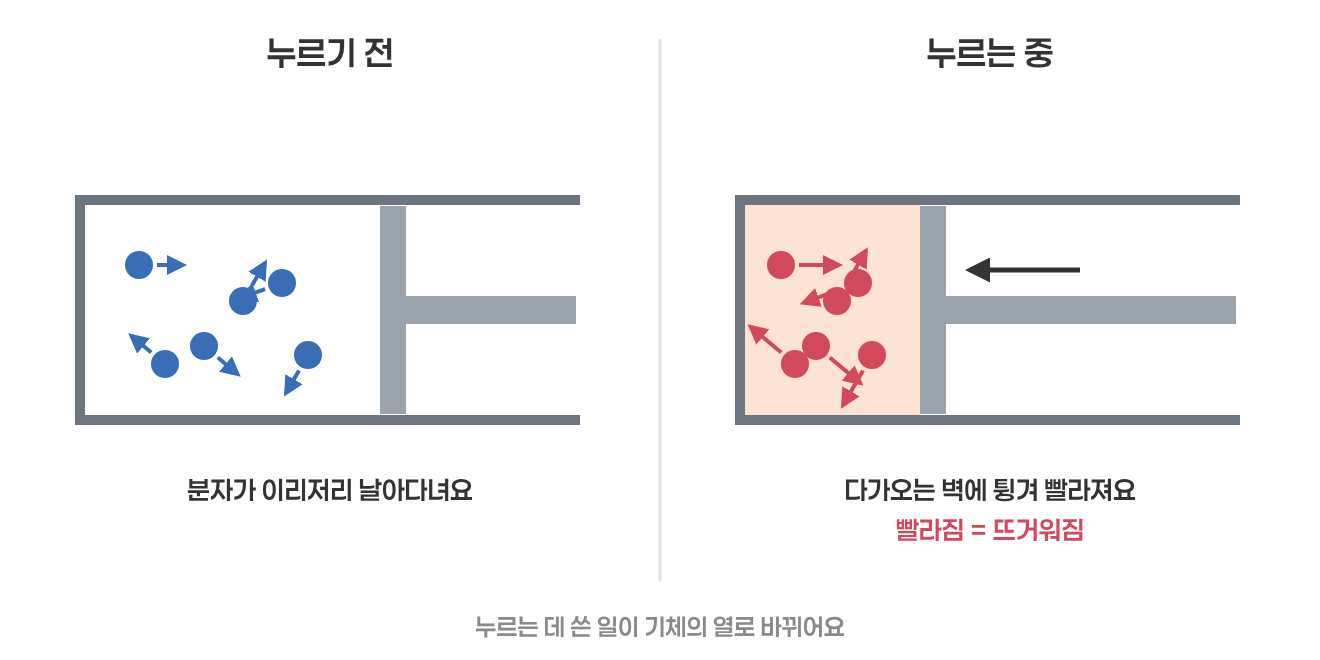 누르기 전
누르는 중
분자가 이리저리 날아다녀요
다가오는 벽에 튕겨 빨라져요
빨라짐 = 뜨거워짐
누르는 데 쓴 일이 기체의 열로 바뀌어요